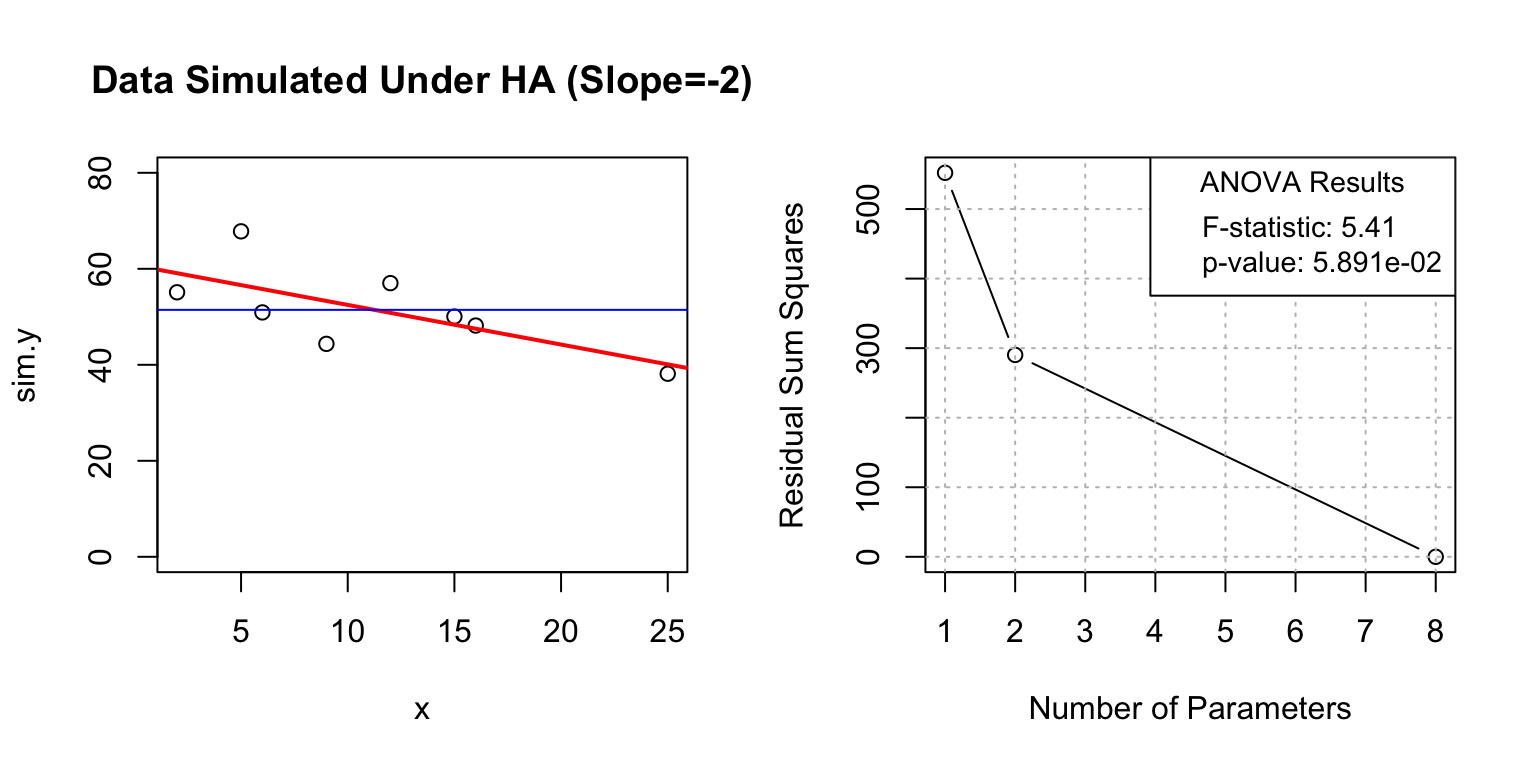 Data Simulated Under HA (Slope=-2)
80
60
40
20
0
sim.y
5 10 15 20 25
x
ANOVA Results
F-statistic: 5.41
p-value: 5.891e-02
500
300
100
0
Residual Sum Squares
1 2 3 4 5 6 7 8
Number of Parameters